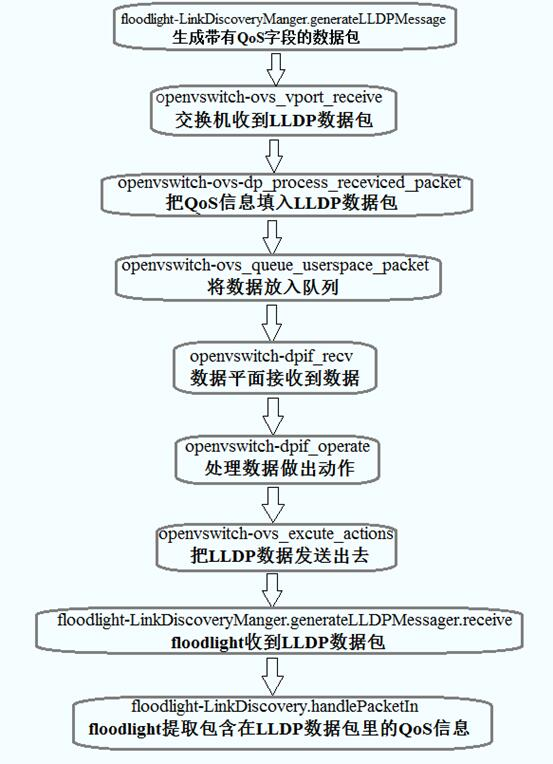 floodlight-LinkDiscoveryManger.generateLLDPMessage
生成带有QoS字段的数据包
openvswitch-ovs_vport_receive
交换机收到LLDP数据包
openvswitch-ovs-dp_process_receviced_packet
把QoS信息填入LLDP数据包
openvswitch-ovs_queue_userspace_packet
将数据放入队列
openvswitch-dpif_recv
数据平面接收到数据
openvswitch-dpif_operate
处理数据做出动作
openvswitch-ovs_excute_actions
把LLDP数据发送出去
floodlight-LinkDiscoveryManger.generateLLDPMessager.receive
floodlight收到LLDP数据包
floodlight-LinkDiscovery.handlePacketIn
floodlight提取包含在LLDP数据包里的QoS信息